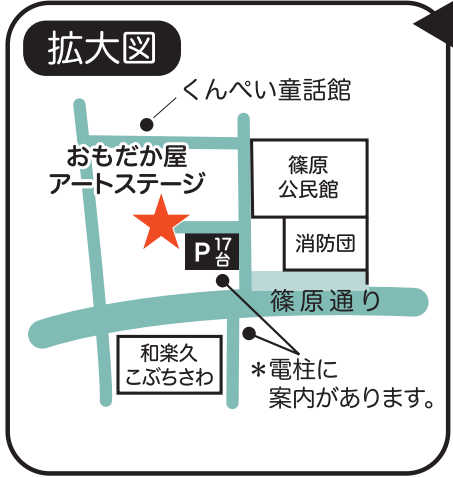 拡大図
くんぺい童話館
おもだか屋
アートステージ
篠原
公民館
P 17台
消防団
篠原通り
和楽久
こぶちさわ
＊電柱に
案内があります。